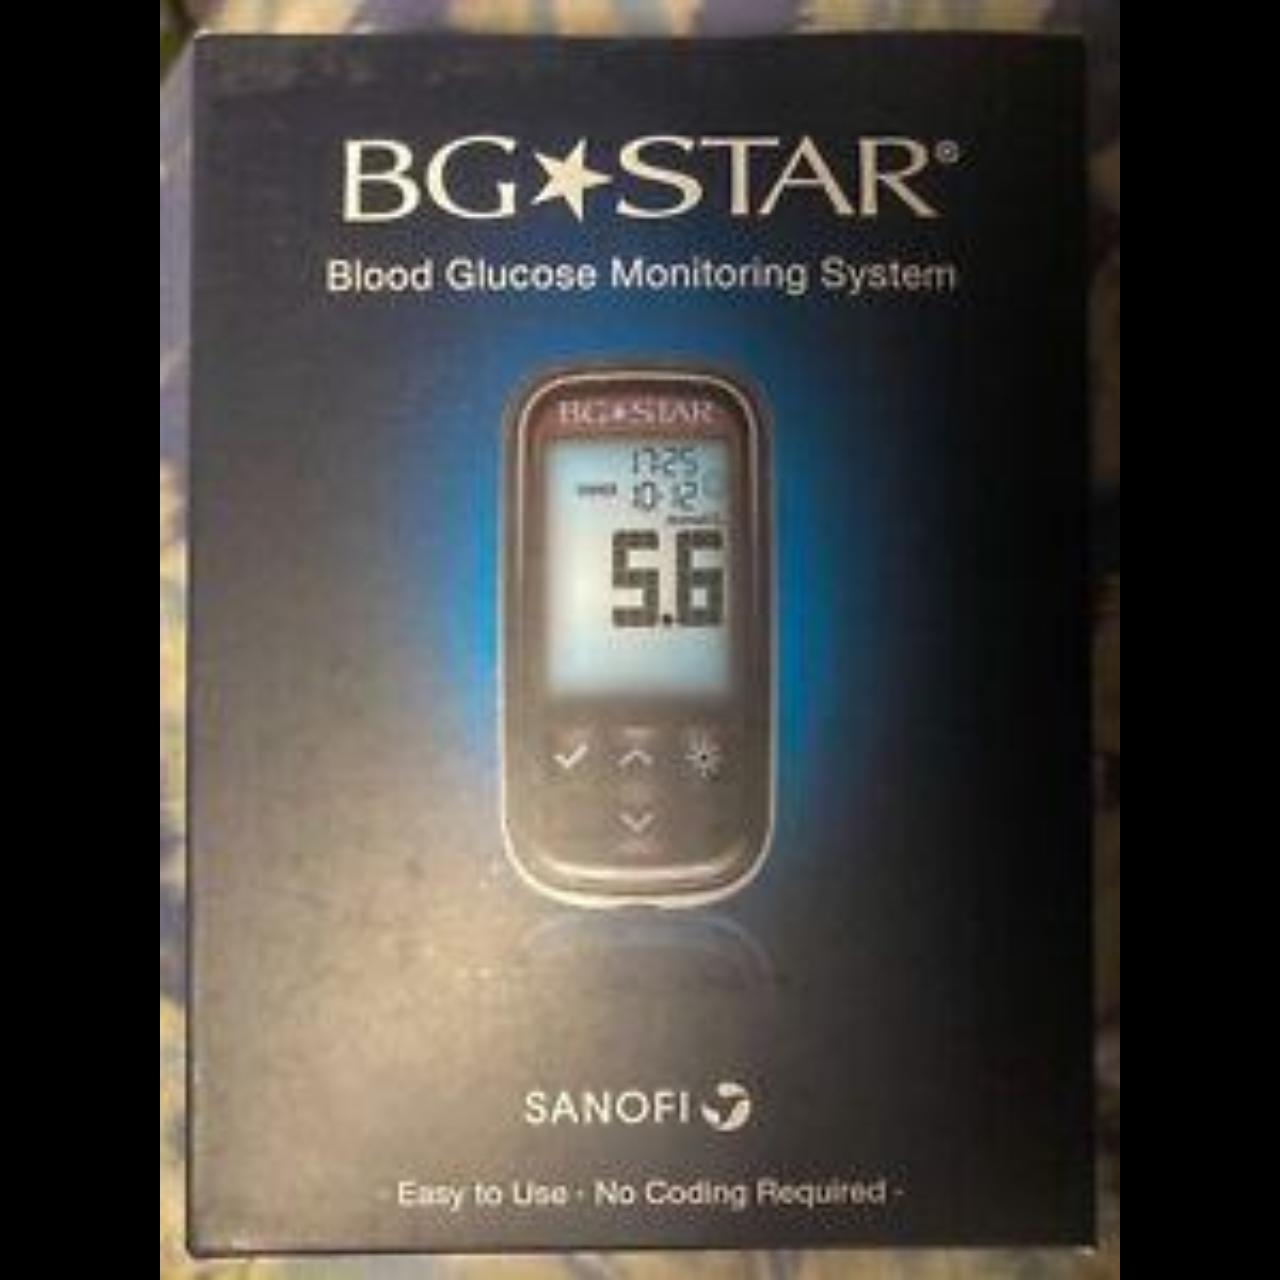 BG★STAR®
Blood Glucose Monitoring System
BG★STAR
17:25
10-12
5.6
SANOFI
- Easy to Use · No Coding Required -